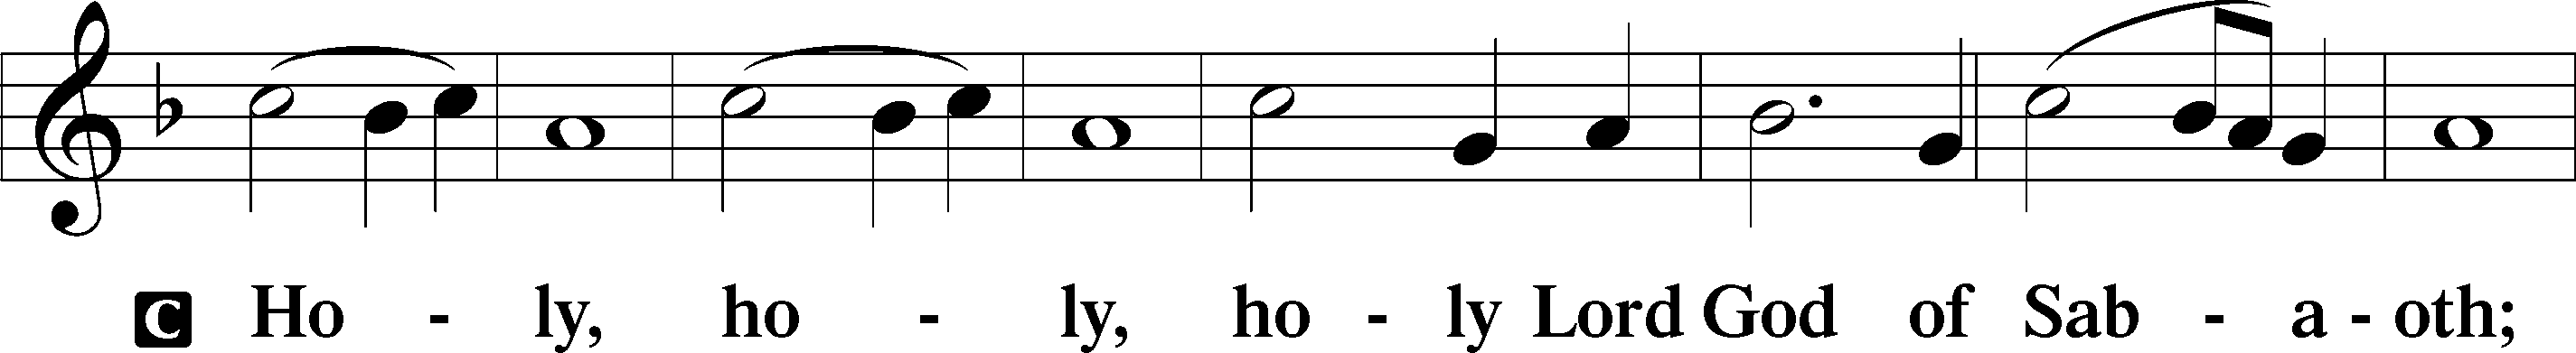 C Ho - ly, ho - ly, ho - ly Lord God of Sab - a - oth;